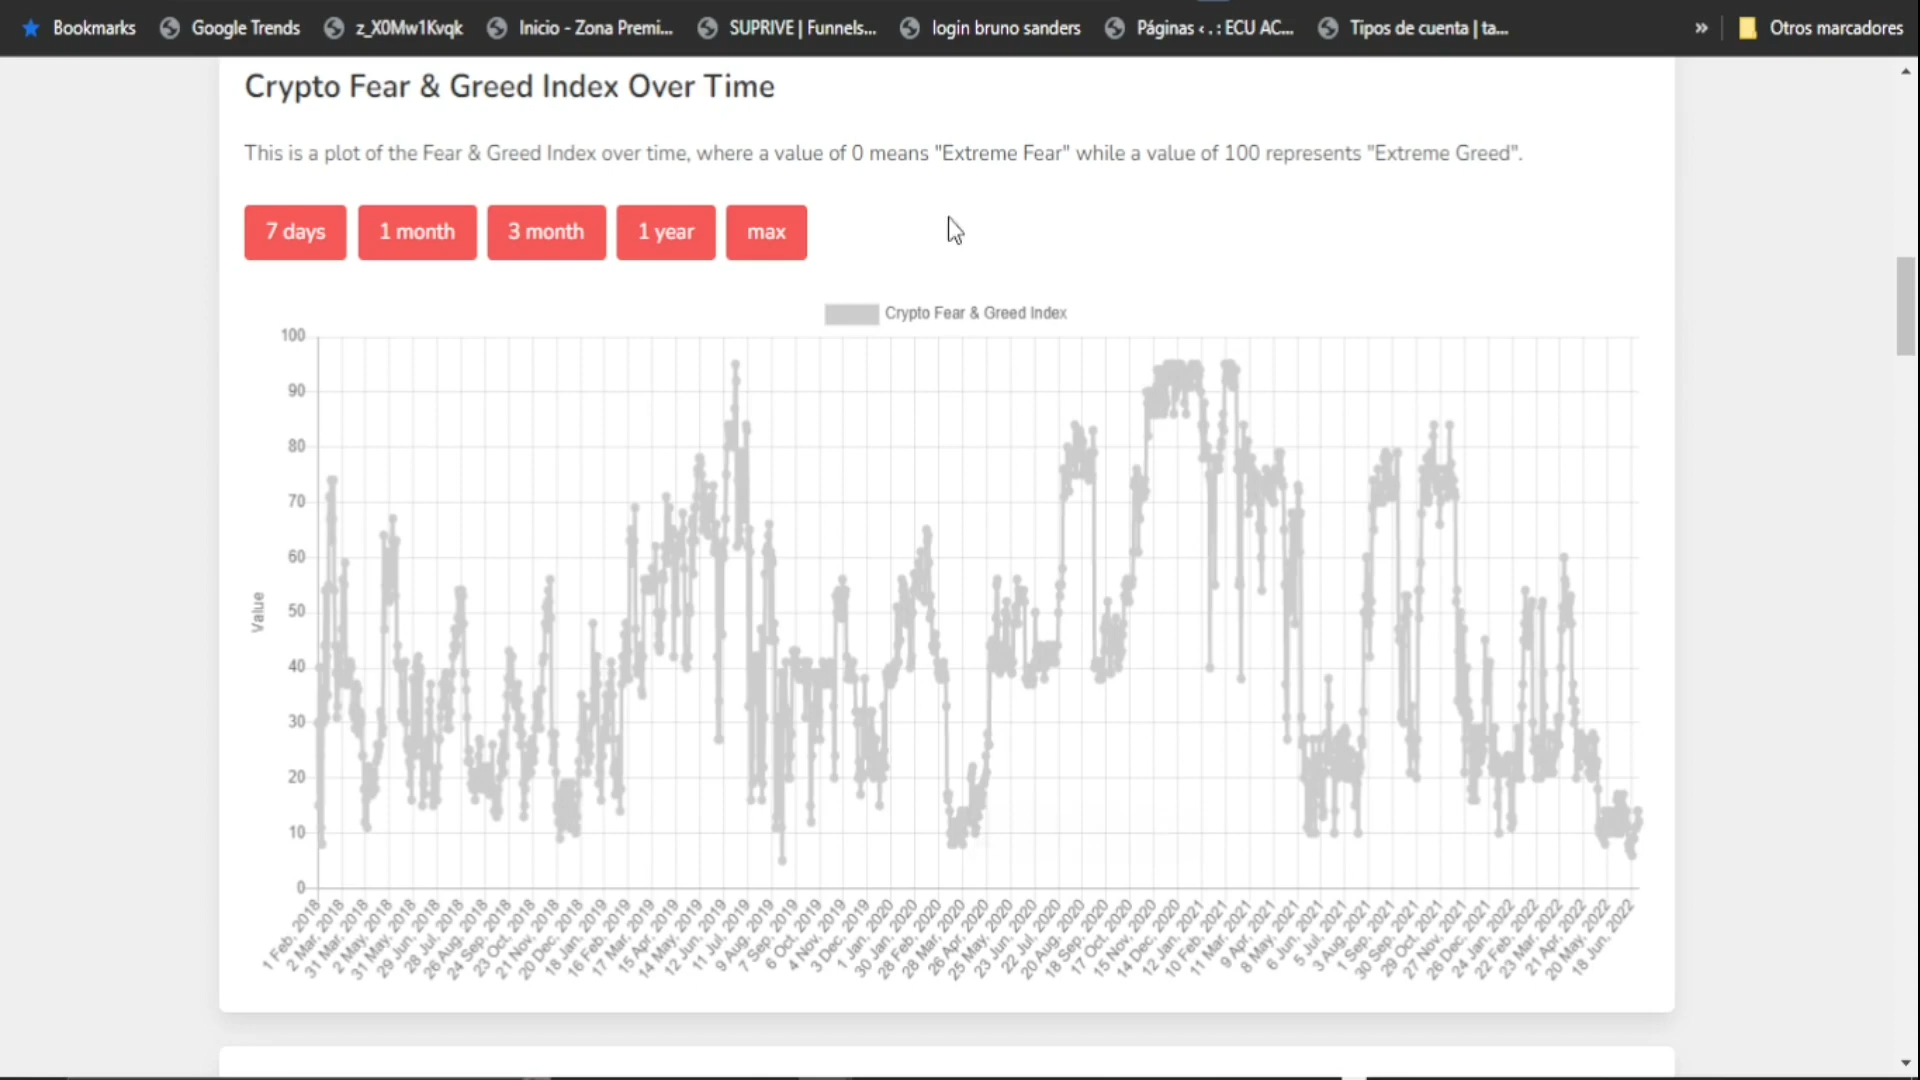 Bookmarks Google Trends z_X0Mw1Kvqk Inicio - Zona Premi... SUPRIVE | Funnels... login bruno sanders Páginas ‹ . : ECU AC... Tipos de cuenta | ta... » Otros marcadores
Crypto Fear & Greed Index Over Time
This is a plot of the Fear & Greed Index over time, where a value of 0 means "Extreme Fear" while a value of 100 represents "Extreme Greed".
7 days 1 month 3 month 1 year max
Crypto Fear & Greed Index
100
90
80
70
60
50
40
30
20
10
0
Value
1 Feb, 2018
2 Mar, 2018
31 Mar, 2018
2 May, 2018
31 May, 2018
29 Jun, 2018
28 Jul, 2018
26 Aug, 2018
24 Sep, 2018
23 Oct, 2018
21 Nov, 2018
20 Dec, 2018
18 Jan, 2019
16 Feb, 2019
17 Mar, 2019
15 Apr, 2019
14 May, 2019
12 Jun, 2019
11 Jul, 2019
9 Aug, 2019
7 Sep, 2019
6 Oct, 2019
4 Nov, 2019
3 Dec, 2019
1 Jan, 2020
30 Jan, 2020
28 Feb, 2020
28 Mar, 2020
26 Apr, 2020
25 May, 2020
23 Jun, 2020
22 Jul, 2020
20 Aug, 2020
18 Sep, 2020
17 Oct, 2020
15 Nov, 2020
14 Dec, 2020
12 Jan, 2021
10 Feb, 2021
11 Mar, 2021
9 Apr, 2021
8 May, 2021
6 Jun, 2021
5 Jul, 2021
3 Aug, 2021
1 Sep, 2021
30 Sep, 2021
29 Oct, 2021
27 Nov, 2021
26 Dec, 2021
24 Jan, 2022
22 Feb, 2022
23 Mar, 2022
21 Apr, 2022
20 May, 2022
18 Jun, 2022